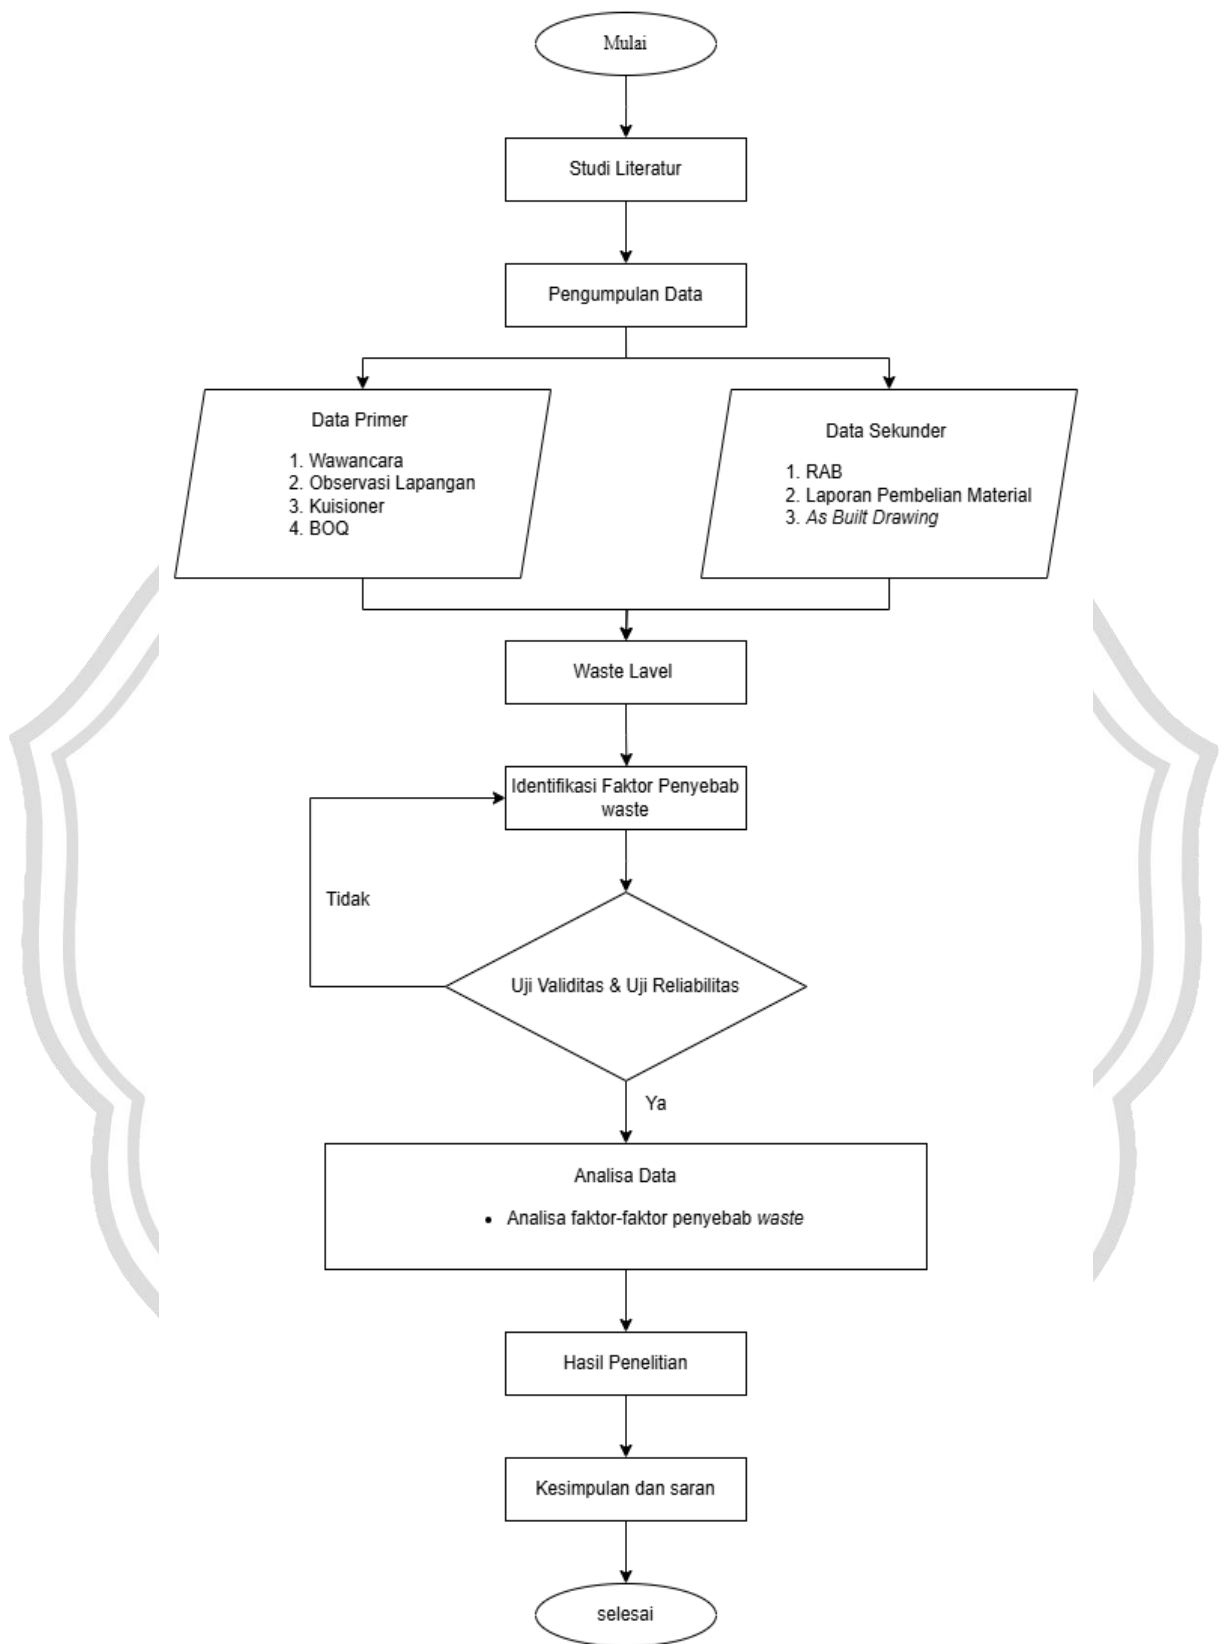 Mulai
Studi Literatur
Pengumpulan Data
Data Primer
1. Wawancara
2. Observasi Lapangan
3. Kuisioner
4. BOQ
Data Sekunder
1. RAB
2. Laporan Pembelian Material
3. As Built Drawing
Waste Lavel
Identifikasi Faktor Penyebab
waste
Tidak
Uji Validitas & Uji Reliabilitas
Ya
Analisa Data
• Analisa faktor-faktor penyebab waste
Hasil Penelitian
Kesimpulan dan saran
selesai